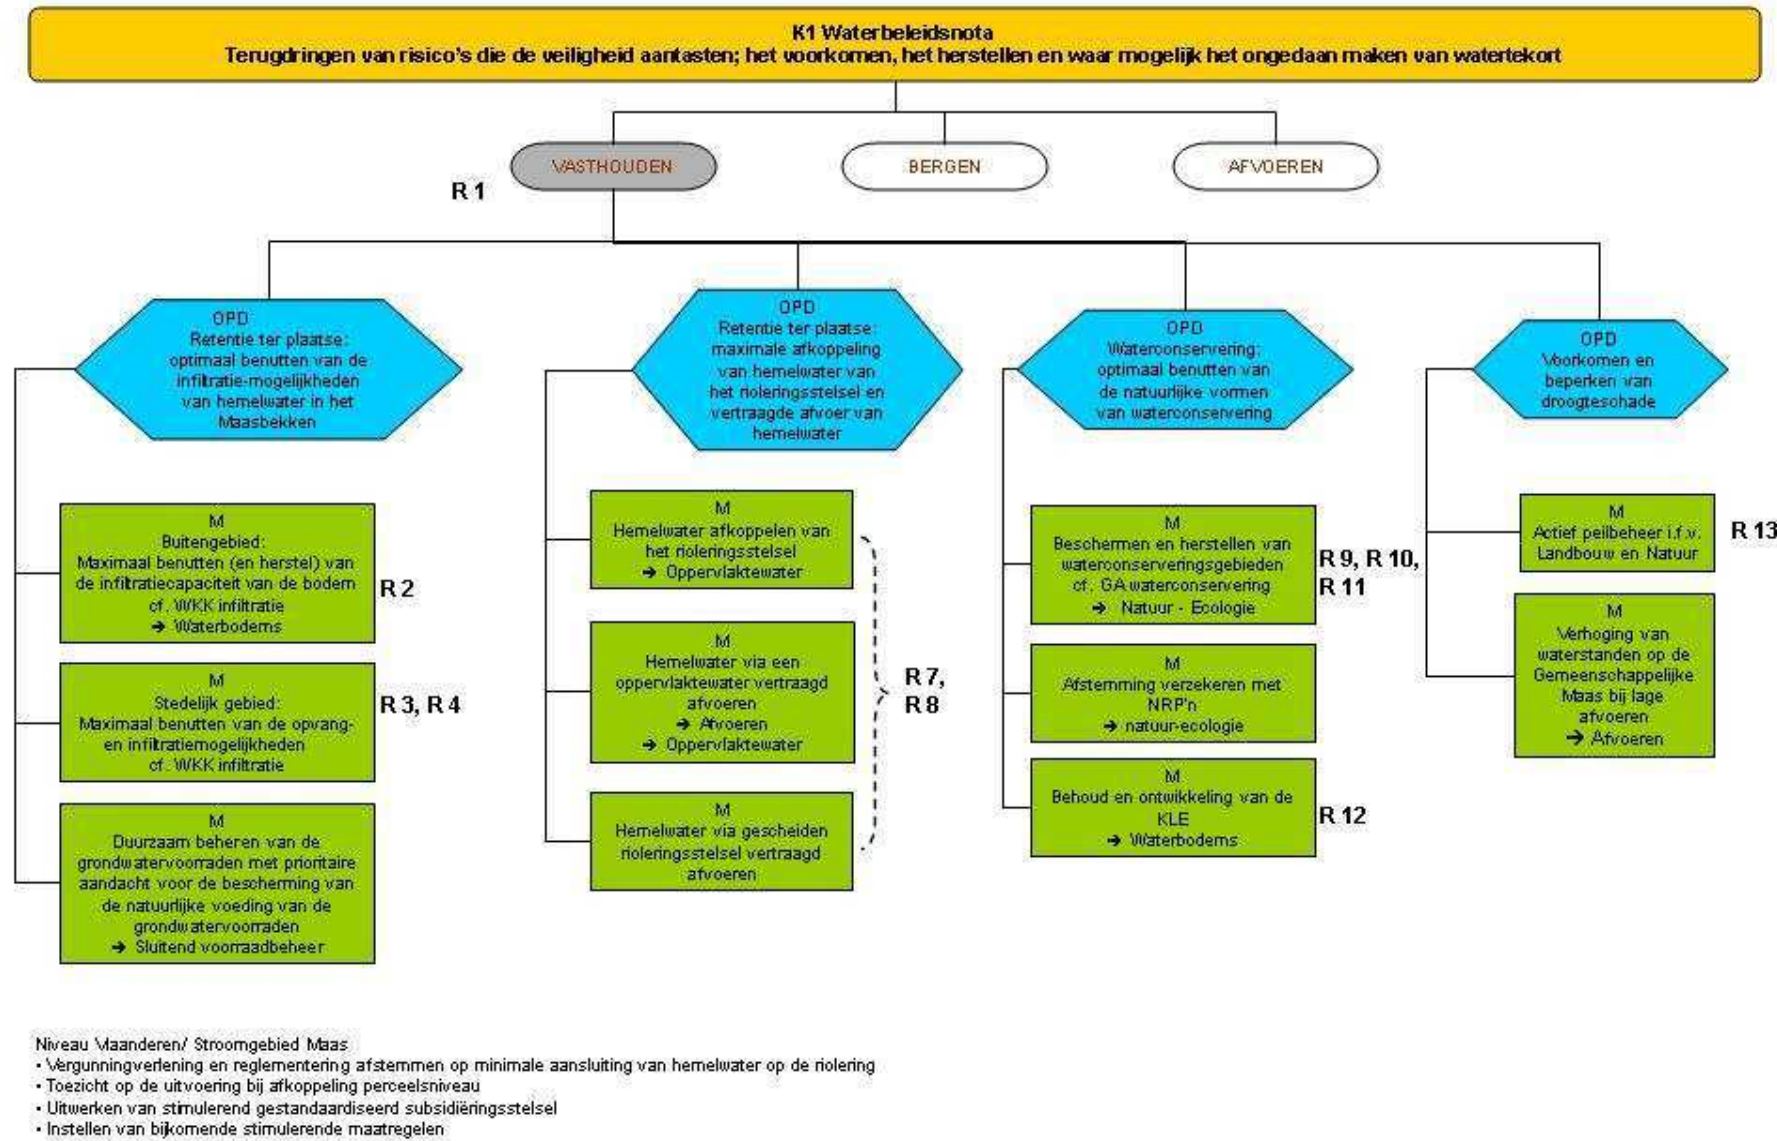 K1 Waterbeleidsnota
Terugdringen van risico's die de veiligheid aantasten; het voorkomen, het herstellen en waar mogelijk het ongedaan maken van watertekort
VASTHOUDEN
BERGEN
AFVOEREN
R 1
OPD
Retentie ter plaatse:
optimaal benutten van de
infiltratie-mogelijkheden
van hemelwater in het
Maasbekken
M
Buitengebied:
Maximaal benutten (en herstel) van
de infiltratiecapaciteit van de bodem
cf. WKK infiltratie
→ Waterbodems
R 2
M
Stedelijk gebied:
Maximaal benutten van de opvang-
en infiltratiemogelijkheden
cf. WKK infiltratie
R 3, R 4
M
Duurzaam beheren van de
grondwatervoorraden met prioritaire
aandacht voor de bescherming van
de natuurlijke voeding van de
grondwatervoorraden
→ Sluitend voorraadbeheer
OPD
Retentie ter plaatse:
maximale afkoppeling
van hemelwater van
het rioleringsstelsel en
vertraagde afvoer van
hemelwater
M
Hemelwater afkoppelen van
het rioleringsstelsel
→ Oppervlaktewater
M
Hemelwater via een
oppervlaktewater vertraagd
afvoeren
→ Afvoeren
→ Oppervlaktewater
M
Hemelwater via gescheiden
rioleringsstelsel vertraagd
afvoeren
R 7,
R 8
OPD
Waterconservering:
optimaal benutten van
de natuurlijke vormen
van waterconservering
M
Beschermen en herstellen van
waterconserveringsgebieden
cf. GA waterconservering
→ Natuur - Ecologie
R 9, R 10,
R 11
M
Afstemming verzekeren met
NRP'n
→ natuur-ecologie
M
Behoud en ontwikkeling van de
KLE
→ Waterbodems
R 12
OPD
Voorkomen en
beperken van
droogteschade
M
Actief peilbeheer i.f.v.
Landbouw en Natuur
R 13
M
Verhoging van
waterstanden op de
Gemeenschappelijke
Maas bij lage
afvoeren
→ Afvoeren
Niveau Vlaanderen/ Stroomgebied Maas
• Vergunningverlening en reglementering afstemmen op minimale aansluiting van hemelwater op de riolering
• Toezicht op de uitvoering bij afkoppeling perceelsniveau
• Uitwerken van stimulerend gestandaardiseerd subsidiëringsstelsel
• Instellen van bijkomende stimulerende maatregelen